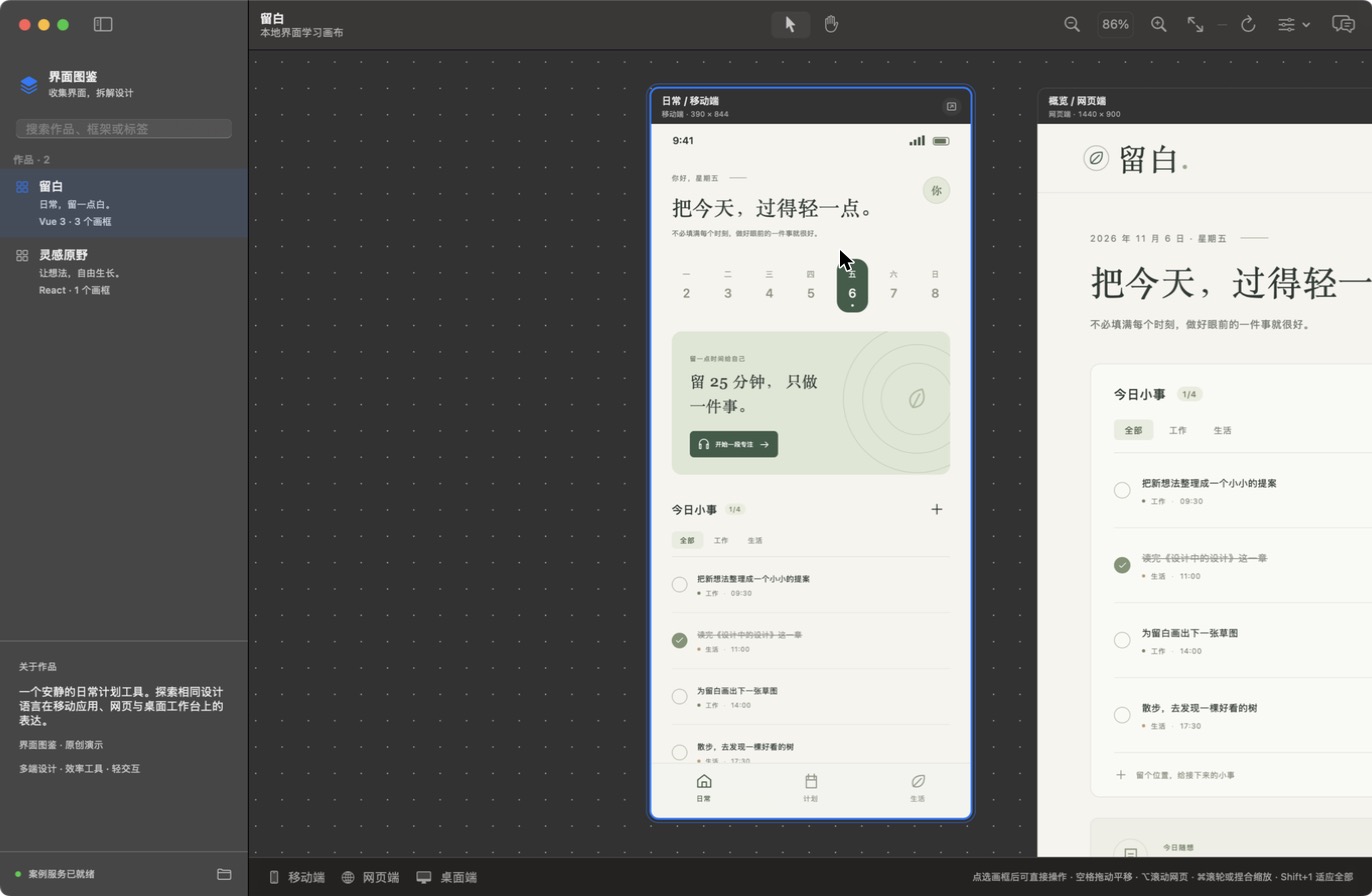 留白
本地界面学习画布
86%
界面图鉴
收集界面，拆解设计
搜索作品、框架或标签
作品 · 2
留白
日常，留一点白。
Vue 3 · 3 个画框
灵感原野
让想法，自由生长。
React · 1 个画框
关于作品
一个安静的日常计划工具。探索相同设计
语言在移动应用、网页与桌面工作台上的
表达。
界面图鉴 · 原创演示
多端设计 · 效率工具 · 轻交互
案例服务已就绪
日常 / 移动端
移动端 · 390 × 844
9:41
你好，星期五
你
把今天，过得轻一点。
不必填满每个时刻，做好眼前的一件事就很好。
一 二 三 四 五 六 日
2 3 4 5 6 7 8
留一点时间给自己
留 25 分钟， 只做
一件事。
开始一段专注
今日小事 1/4
全部 工作 生活
把新想法整理成一个小小的提案
工作 · 09:30
读完《设计中的设计》这一章
生活 · 11:00
为留白画出下一张草图
工作 · 14:00
散步，去发现一棵好看的树
生活 · 17:30
日常 计划 生活
概览 / 网页端
网页端 · 1440 × 900
留白.
2026 年 11 月 6 日 · 星期五
把今天，过得轻一
不必填满每个时刻，做好眼前的一件事就很好。
今日小事 1/4
全部 工作 生活
把新想法整理成一个小小的提案
工作 · 09:30
读完《设计中的设计》这一章
生活 · 11:00
为留白画出下一张草图
工作 · 14:00
散步，去发现一棵好看的树
生活 · 17:30
留个位置，给接下来的小事
今日随想
移动端 网页端 桌面端
点选画框后可直接操作 · 空格拖动平移 · ⌥滚动网页 · ⌘滚轮或捏合缩放 · Shift+1 适应全部